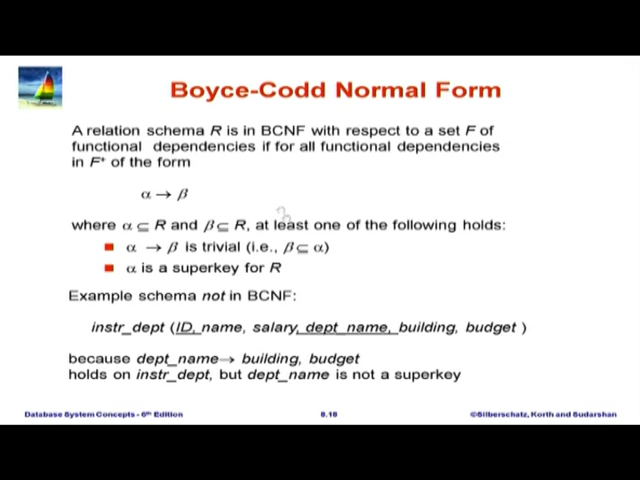 Boyce-Codd Normal Form
A relation schema R is in BCNF with respect to a set F of
functional dependencies if for all functional dependencies
in F⁺ of the form
α → β
where α ⊆ R and β ⊆ R, at least one of the following holds:
α → β is trivial (i.e., β ⊆ α)
α is a superkey for R
Example schema not in BCNF:
instr_dept (ID, name, salary, dept_name, building, budget )
because dept_name→ building, budget
holds on instr_dept, but dept_name is not a superkey
Database System Concepts - 6th Edition 8.18 ©Silberschatz, Korth and Sudarshan